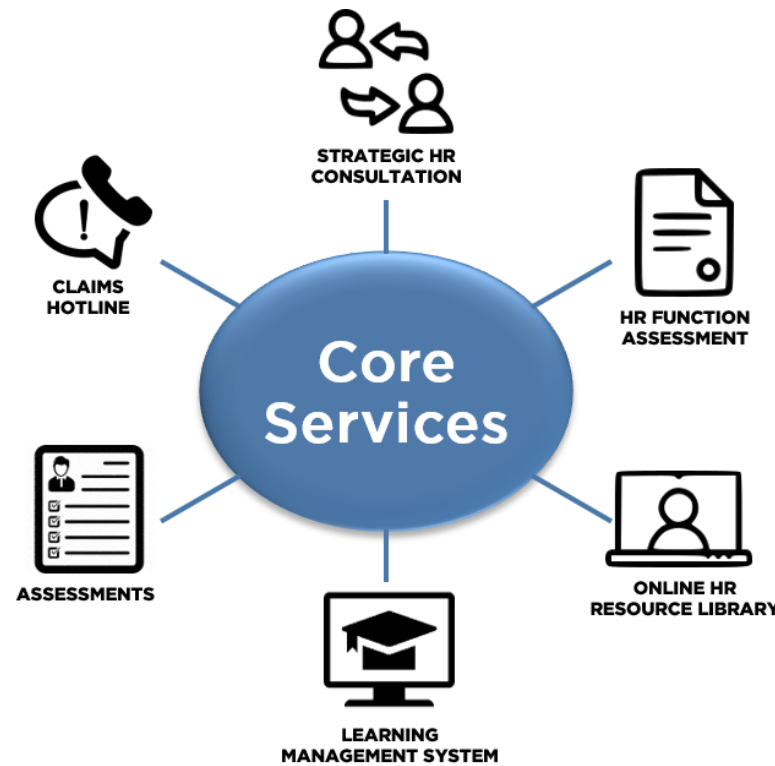 STRATEGIC HR
CONSULTATION
CLAIMS
HOTLINE
HR FUNCTION
ASSESSMENT
Core
Services
ASSESSMENTS
ONLINE HR
RESOURCE LIBRARY
LEARNING
MANAGEMENT SYSTEM